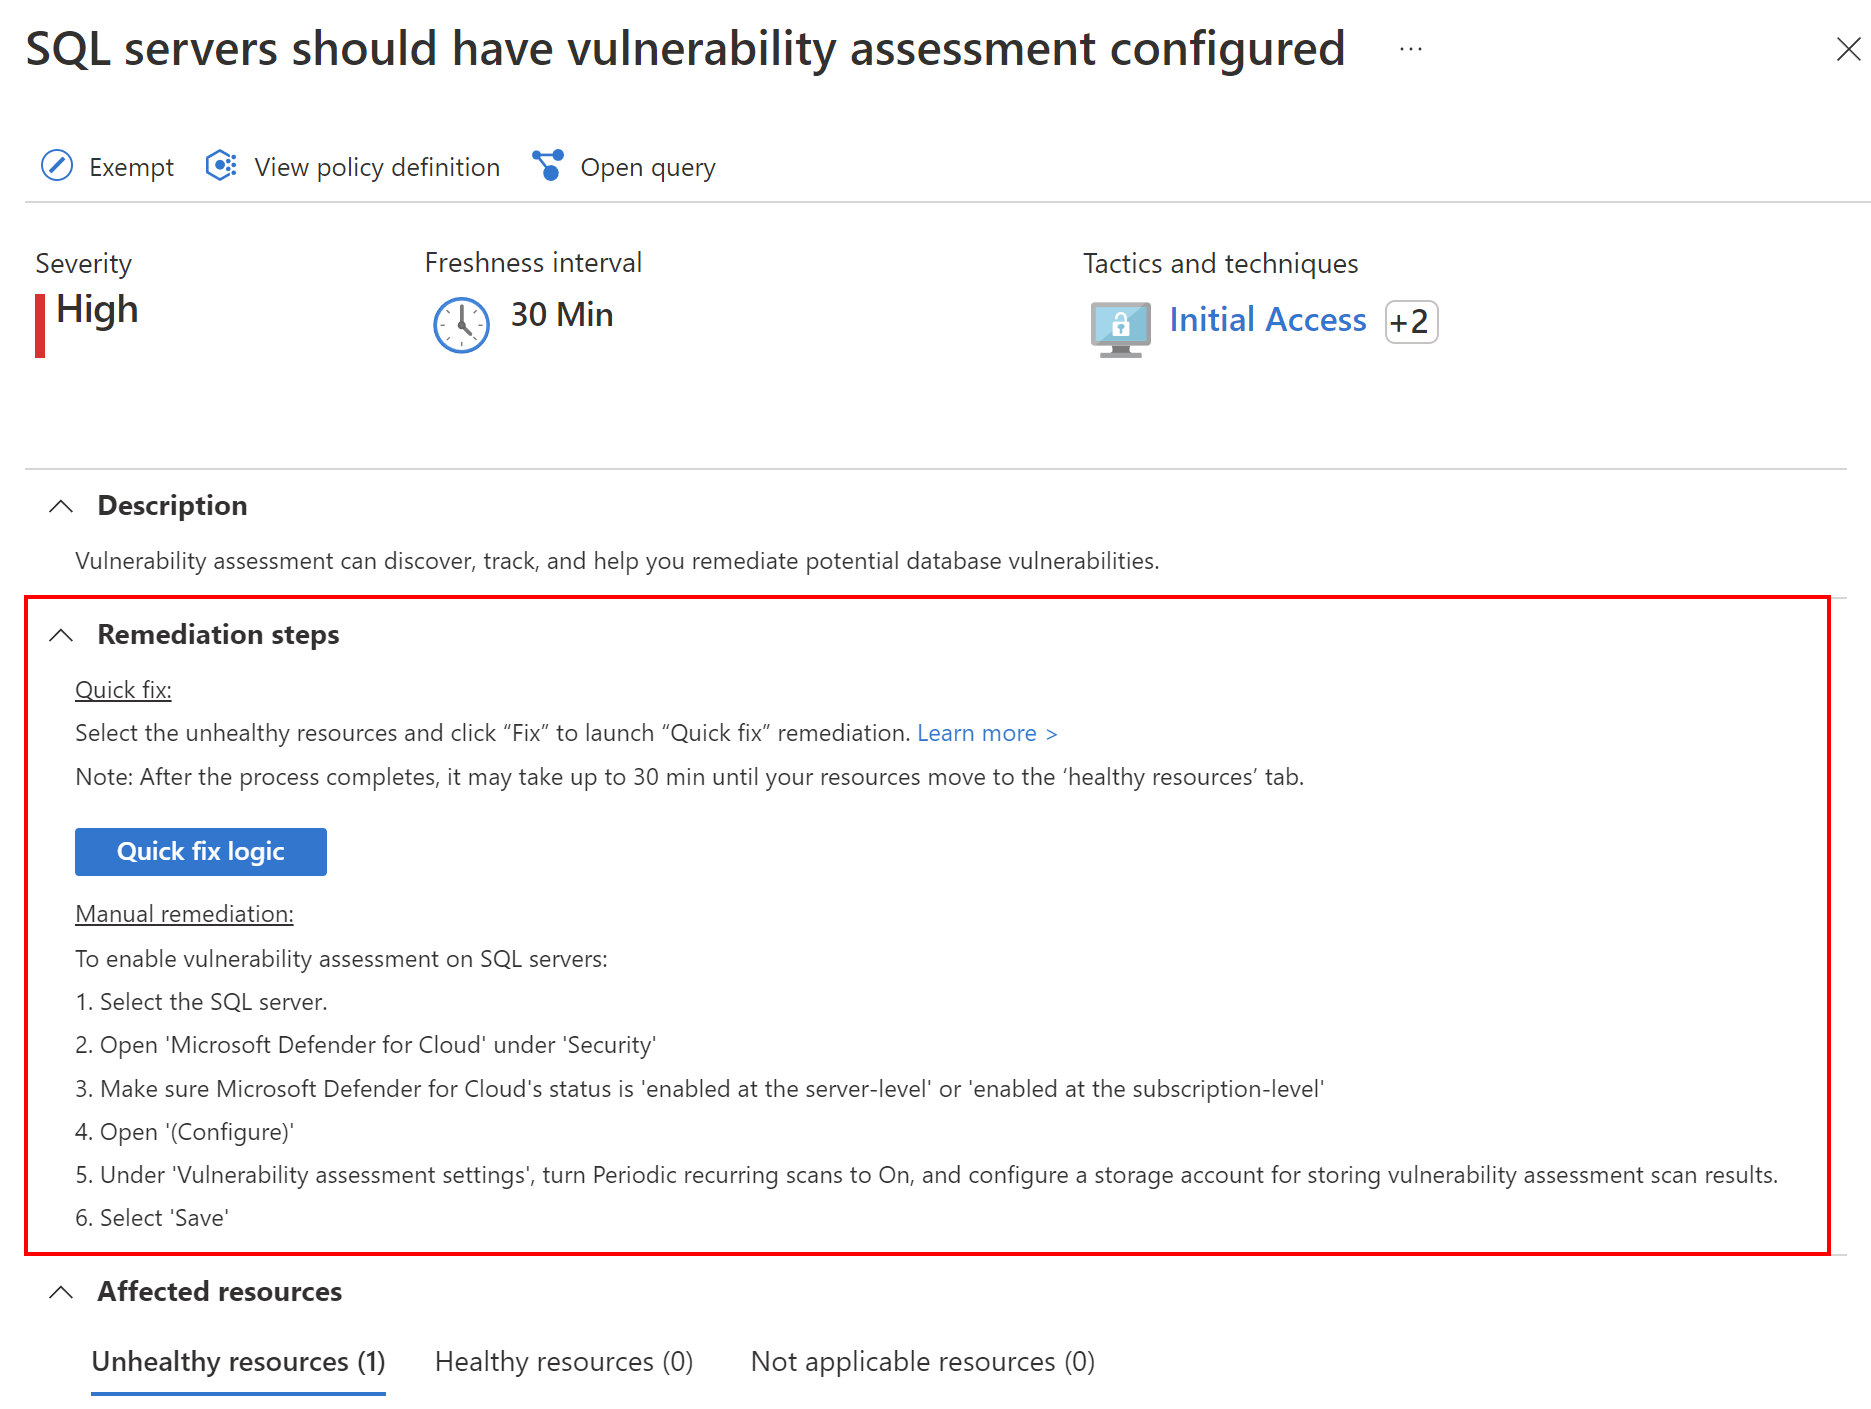 SQL servers should have vulnerability assessment configured ...
Exempt View policy definition Open query
Severity Freshness interval Tactics and techniques
High 30 Min Initial Access +2
Description
Vulnerability assessment can discover, track, and help you remediate potential database vulnerabilities.
Remediation steps
Quick fix:
Select the unhealthy resources and click “Fix” to launch “Quick fix” remediation. Learn more >
Note: After the process completes, it may take up to 30 min until your resources move to the ‘healthy resources’ tab.
Quick fix logic
Manual remediation:
To enable vulnerability assessment on SQL servers:
1. Select the SQL server.
2. Open 'Microsoft Defender for Cloud' under 'Security'
3. Make sure Microsoft Defender for Cloud's status is 'enabled at the server-level' or 'enabled at the subscription-level'
4. Open '(Configure)'
5. Under 'Vulnerability assessment settings', turn Periodic recurring scans to On, and configure a storage account for storing vulnerability assessment scan results.
6. Select 'Save'
Affected resources
Unhealthy resources (1) Healthy resources (0) Not applicable resources (0)